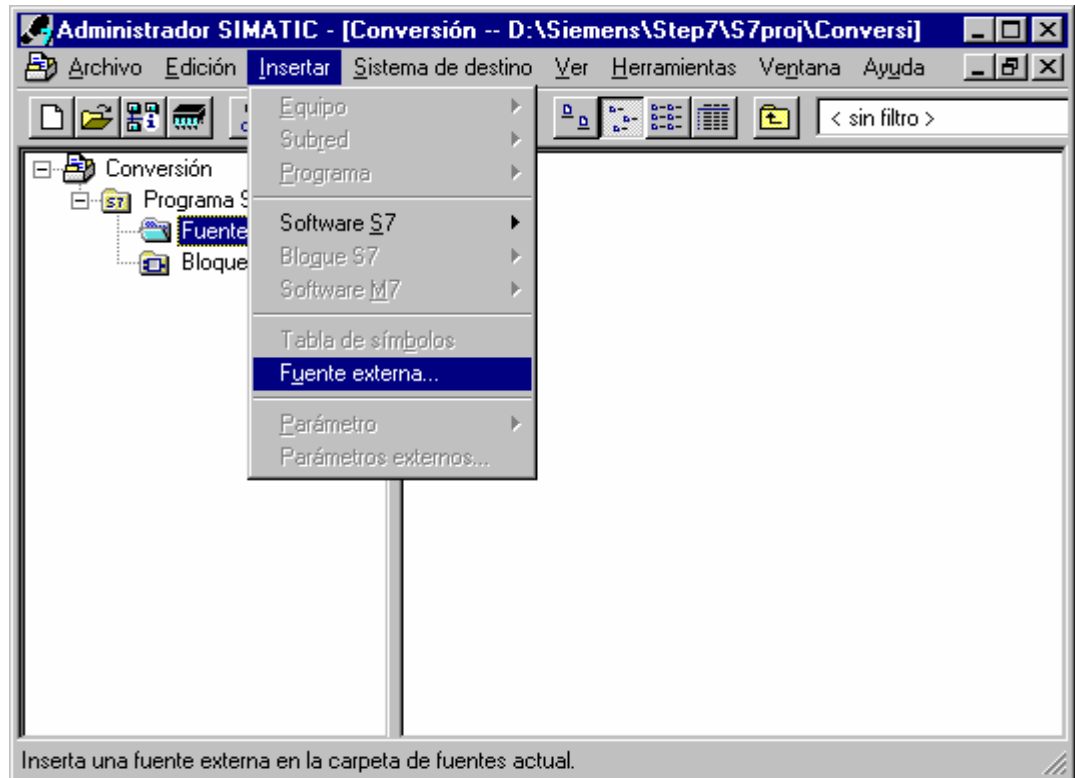 Administrador SIMATIC - [Conversión -- D:\Siemens\Step7\S7proj\Conversi]
Archivo Edición Insertar Sistema de destino Ver Herramientas Ventana Ayuda
< sin filtro >
Conversión
S7 Programa S
Fuente
Bloque
Equipo
Subred
Programa
Software S7
Bloque S7
Software M7
Tabla de símbolos
Fuente externa...
Parámetro
Parámetros externos...
Inserta una fuente externa en la carpeta de fuentes actual.